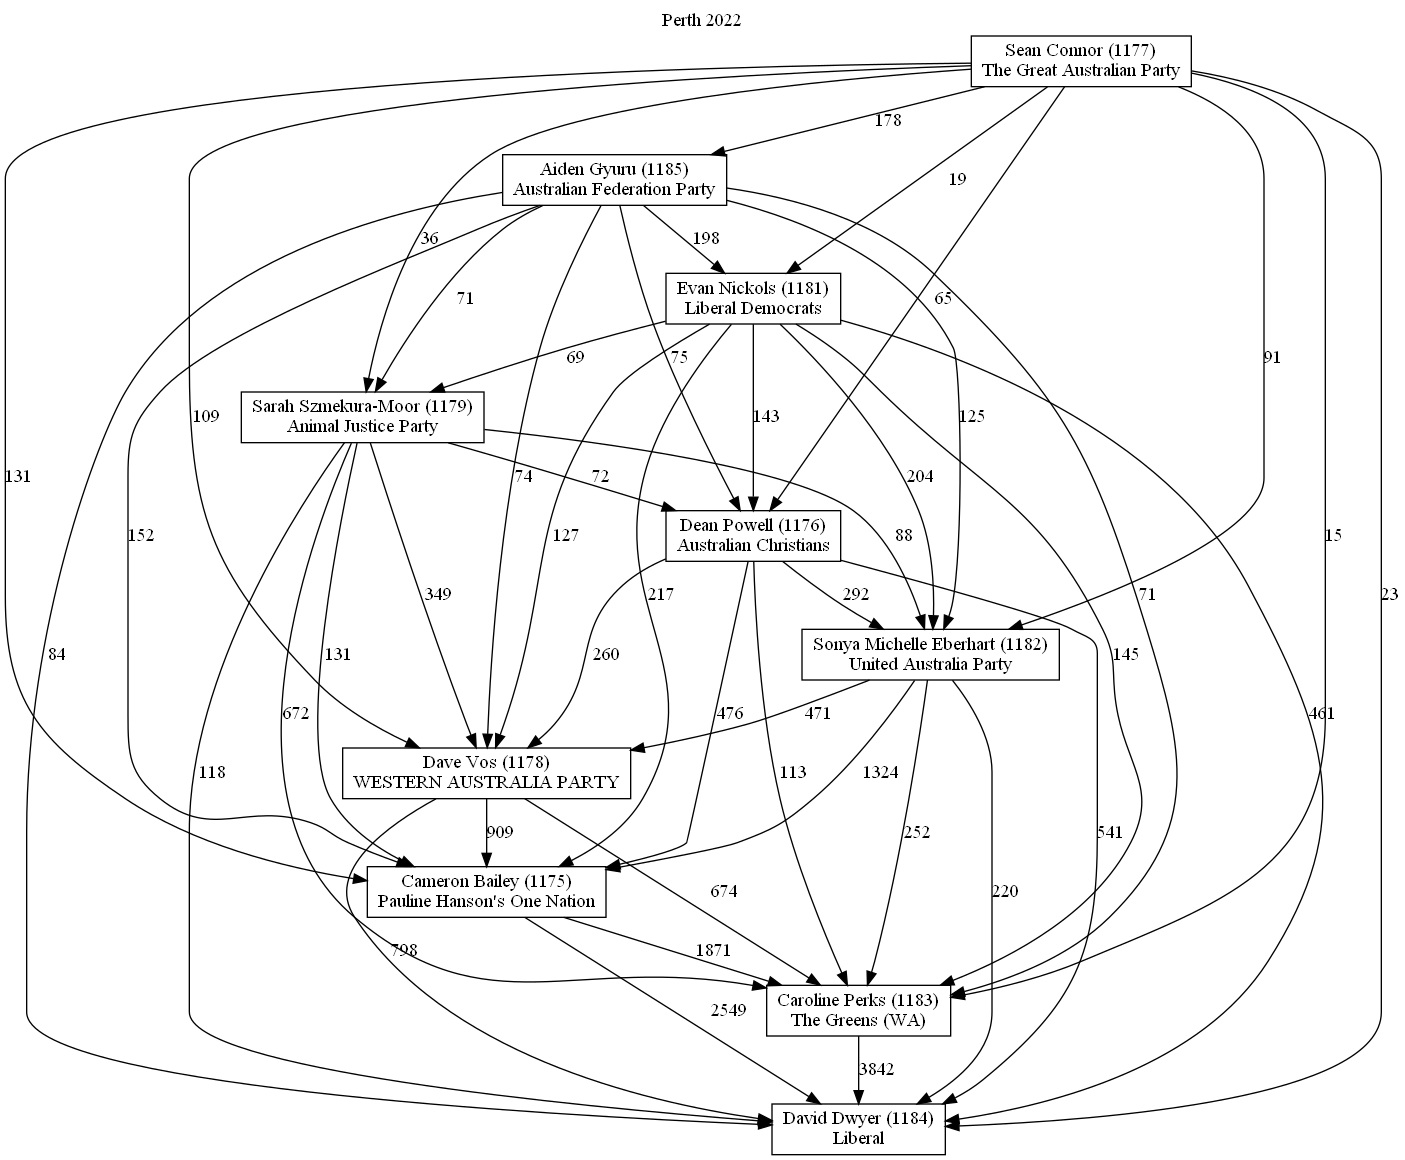 Perth 2022
Sean Connor (1177)
The Great Australian Party
178
Aiden Gyuru (1185)
Australian Federation Party
19
36
198
71
65
Evan Nickols (1181)
Liberal Democrats
69
75
91
Sarah Szmekura-Moor (1179)
Animal Justice Party
109
143
125
131
72
74
204
Dean Powell (1176)
Australian Christians
152
127
88
15
349
217
292
71
23
84
131
260
Sonya Michelle Eberhart (1182)
United Australia Party
145
672
476
471
461
118
Dave Vos (1178)
WESTERN AUSTRALIA PARTY
113
1324
909
252
541
Cameron Bailey (1175)
Pauline Hanson's One Nation
674
220
798
1871
Caroline Perks (1183)
The Greens (WA)
2549
3842
David Dwyer (1184)
Liberal